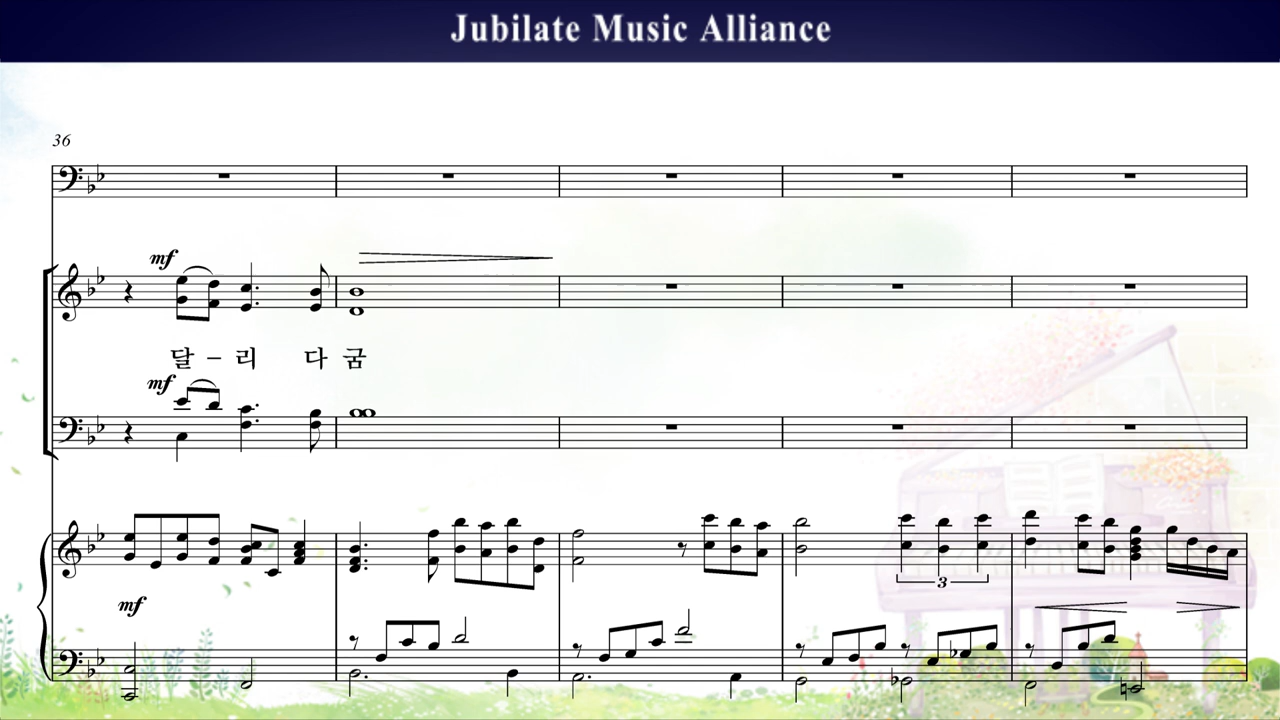 Jubilate Music Alliance
36
mf
달 – 리 다 굼
mf
3
mf